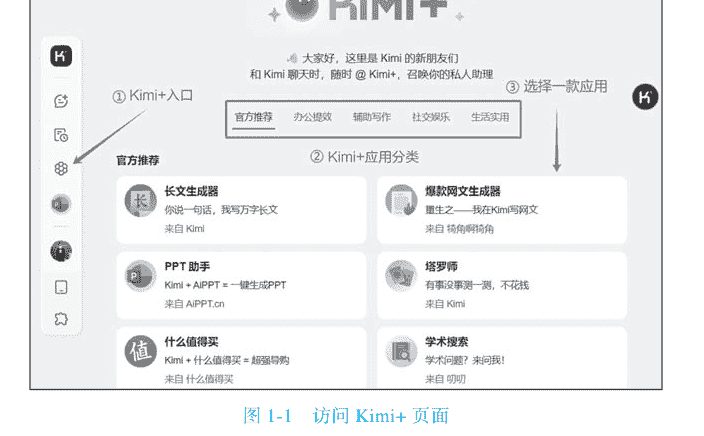 Kimi+
大家好，这里是 Kimi 的新朋友们
和 Kimi 聊天时，随时 @ Kimi+，召唤你的私人助理
① Kimi+入口
③ 选择一款应用
官方推荐 办公提效 辅助写作 社交娱乐 生活实用
② Kimi+应用分类
官方推荐
长文生成器
你说一句话，我写万字长文
来自 Kimi
爆款网文生成器
重生之——我在Kimi写网文
来自 犄角啊犄角
PPT 助手
Kimi + AiPPT = 一键生成PPT
来自 AiPPT.cn
塔罗师
有事没事测一测，不花钱
来自 Kimi
值
什么值得买
Kimi + 什么值得买 = 超强导购
来自 什么值得买
学术搜索
学术问题？来问我！
来自 叨叨
图 1-1 访问 Kimi+ 页面